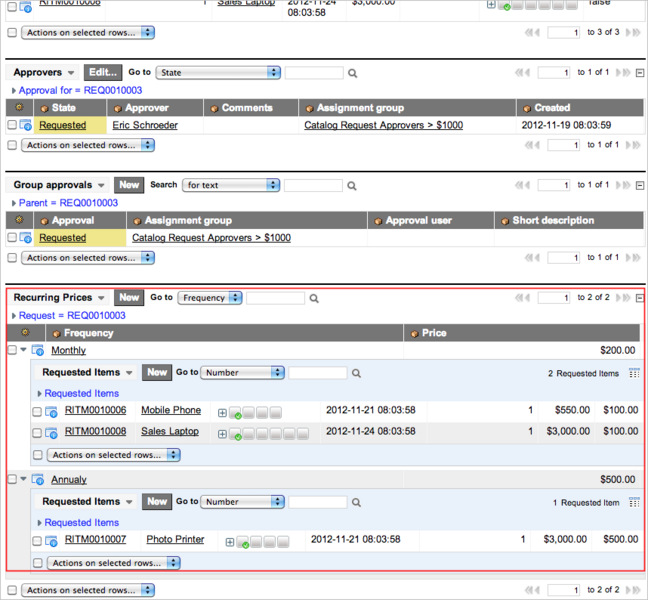 RITM0010008 1 Sales Laptop 2012-11-24 08:03:58 $3,000.00 $100.00 false
Actions on selected rows... 1 to 3 of 3
Approvers Edit... Go to State 1 to 1 of 1
Approval for = REQ0010003
State Approver Comments Assignment group Created
Requested Eric Schroeder Catalog Request Approvers > $1000 2012-11-19 08:03:59
Actions on selected rows... 1 to 1 of 1
Group approvals New Search for text 1 to 1 of 1
Parent = REQ0010003
Approval Assignment group Approval user Short description
Requested Catalog Request Approvers > $1000
Actions on selected rows... 1 to 1 of 1
Recurring Prices New Go to Frequency 1 to 2 of 2
Request = REQ0010003
Frequency Price
Monthly $200.00
Requested Items New Go to Number 2 Requested Items
Requested Items
RITM0010006 Mobile Phone 2012-11-21 08:03:58 1 $550.00 $100.00
RITM0010008 Sales Laptop 2012-11-24 08:03:58 1 $3,000.00 $100.00
Actions on selected rows...
Annualy $500.00
Requested Items New Go to Number 1 Requested Item
Requested Items
RITM0010007 Photo Printer 2012-11-21 08:03:58 1 $3,000.00 $500.00
Actions on selected rows...
Actions on selected rows... 1 to 2 of 2